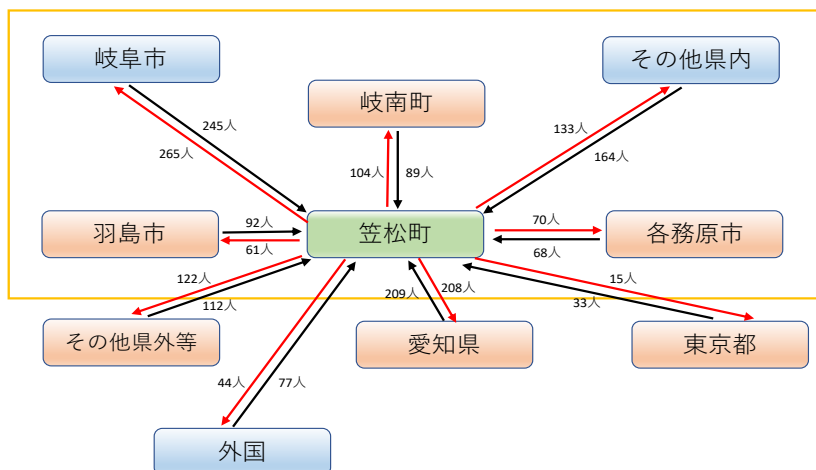 岐阜市
その他県内
岐南町
245人
265人
133人
164人
104人
89人
羽島市
92人
61人
笠松町
70人
68人
各務原市
122人
112人
209人
208人
15人
33人
その他県外等
愛知県
東京都
44人
77人
外国